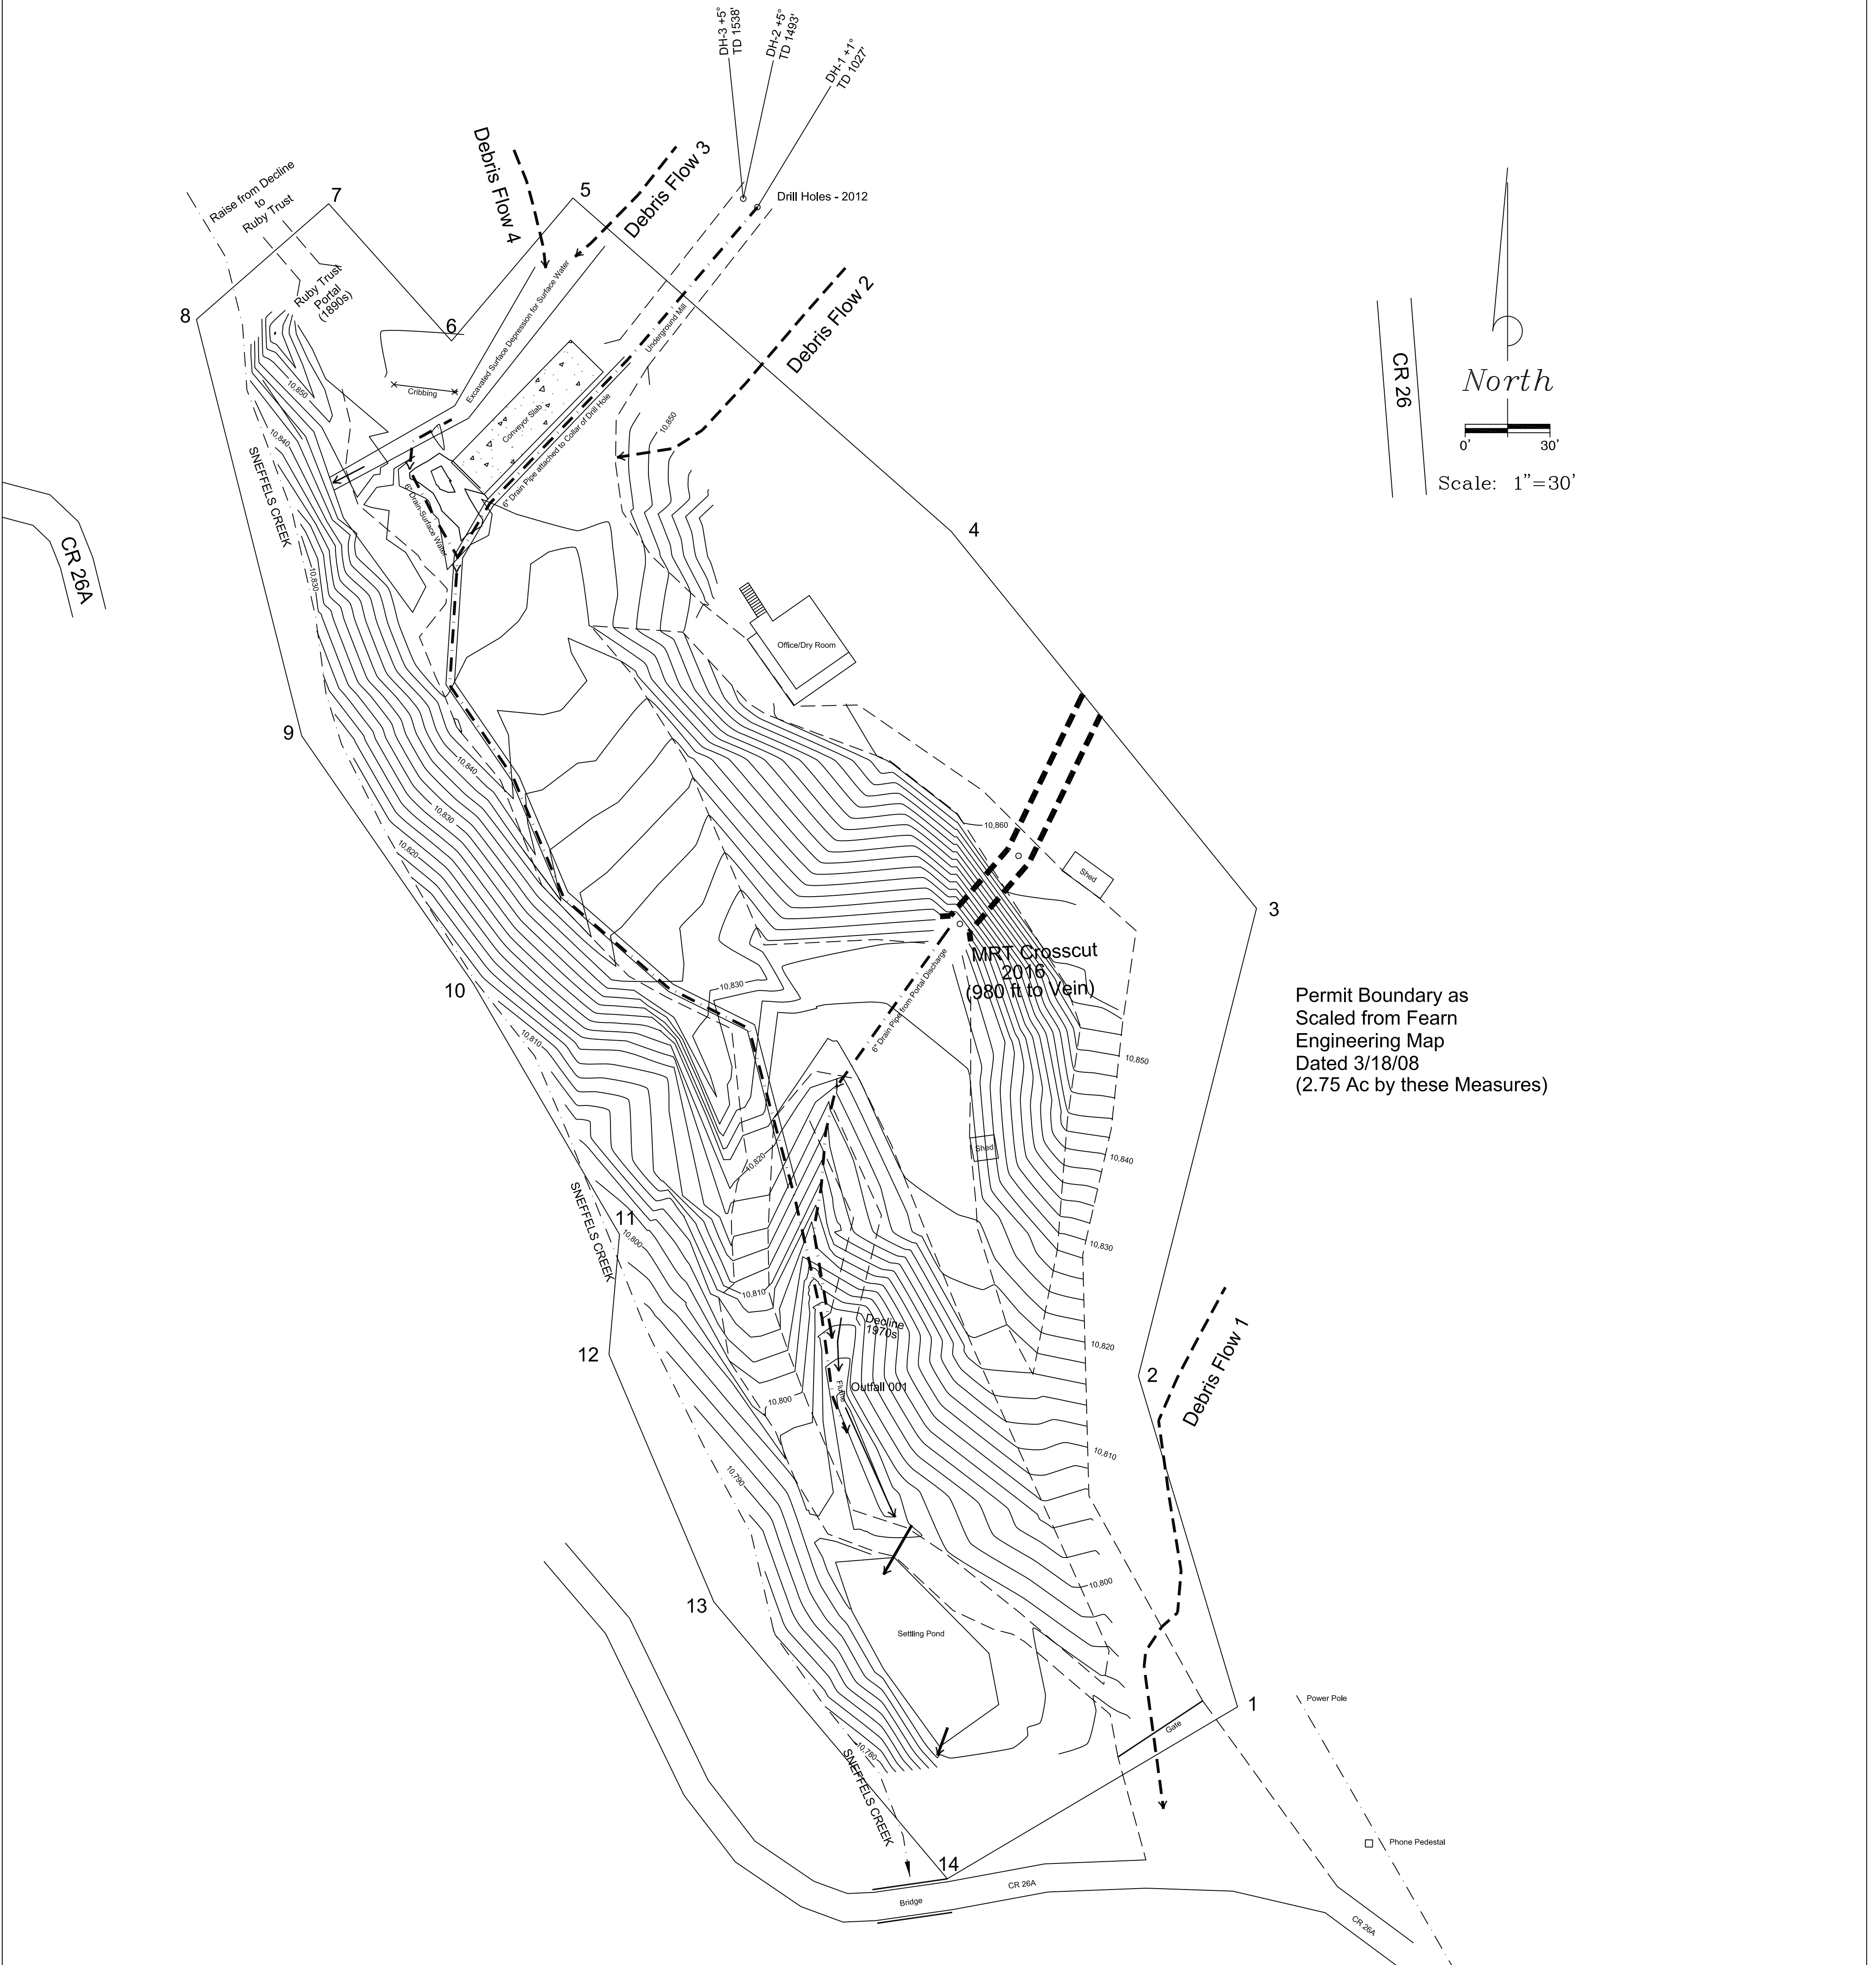 DH-3 +5°
TD 1538'
DH-2 +5°
TD 1493'
DH-1 +1°
TD 1027'
Debris Flow 4
Debris Flow 3
Debris Flow 2
Drill Holes - 2012
Raise from Decline
to
Ruby Trust
7
5
8
6
Ruby Trust
Portal
(1890s)
Excavated Surface Depression for Surface Water
Underground Mill
Cribbing
Conveyor Slab
6" Drain Pipe attached to Collar of Drill Hole
6" Drain-Surface Water
10,850
10,840
10,850
SNEFFELS CREEK
10,830
CR 26A
CR 26
North
0'
30'
Scale: 1"=30'
4
Office/Dry Room
9
10,840
10,830
10,820
10,860
Shed
3
MRT Crosscut
2016
(980 ft to Vein)
6" Drain Pipe from Portal Discharge
10,830
10
10,810
Permit Boundary as
Scaled from Fearn
Engineering Map
Dated 3/18/08
(2.75 Ac by these Measures)
10,850
Shed
10,840
10,820
SNEFFELS CREEK
11
10,800
10,830
10,810
Decline
1970s
10,820
12
2
Debris Flow 1
Flume
Outfall 001
10,800
10,810
10,790
10,800
13
Settling Pond
1
Gate
Power Pole
10,780
SNEFFELS CREEK
Phone Pedestal
14
CR 26A
Bridge
CR 26A